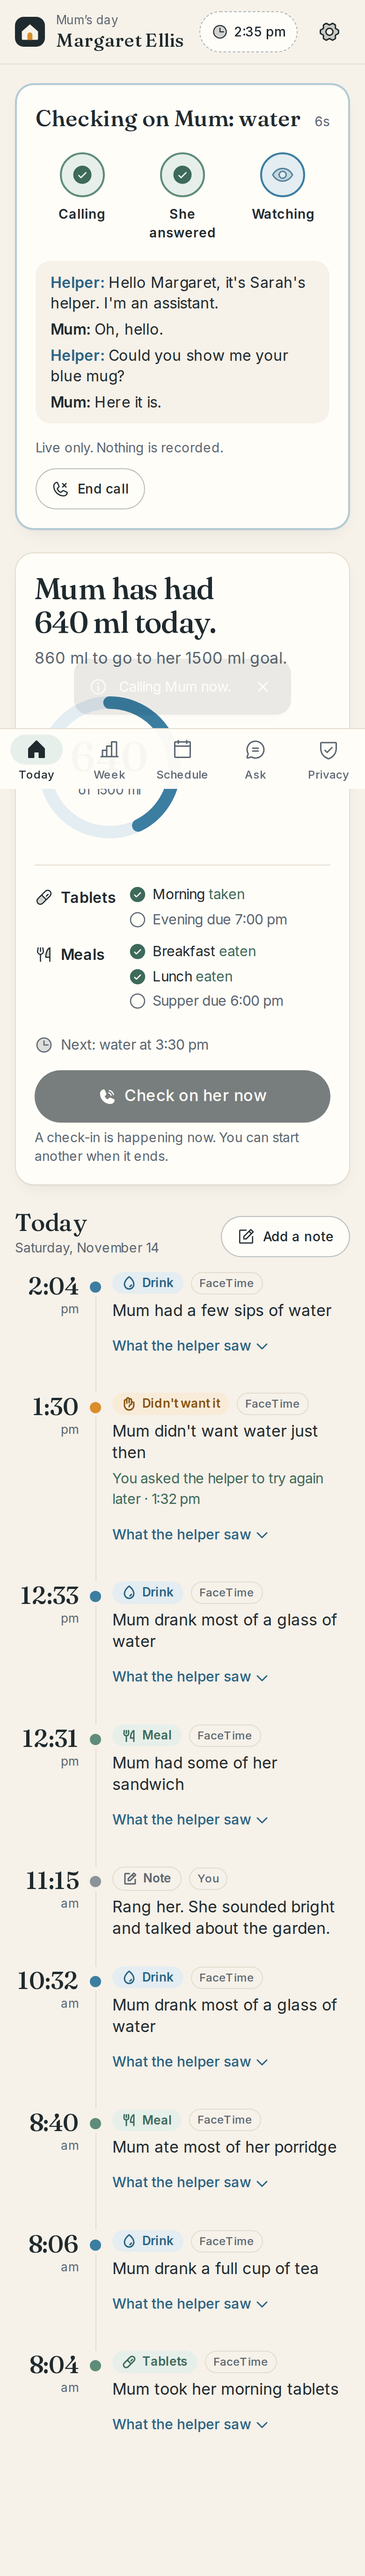 Mum's day
Margaret Ellis
2:35 pm
Checking on Mum: water
6s
Calling
She answered
Watching
Helper: Hello Margaret, it's Sarah's
helper. I'm an assistant.
Mum: Oh, hello.
Helper: Could you show me your
blue mug?
Mum: Here it is.
Live only. Nothing is recorded.
End call
Mum has had
640 ml today.
860 ml to go to her 1500 ml goal.
Calling Mum now.
640
of 1500 ml
Today
Week
Schedule
Ask
Privacy
Tablets
Morning taken
Evening due 7:00 pm
Meals
Breakfast eaten
Lunch eaten
Supper due 6:00 pm
Next: water at 3:30 pm
Check on her now
A check-in is happening now. You can start
another when it ends.
Today
Saturday, November 14
Add a note
2:04 pm
Drink
FaceTime
Mum had a few sips of water
What the helper saw
1:30 pm
Didn't want it
FaceTime
Mum didn't want water just
then
You asked the helper to try again
later · 1:32 pm
What the helper saw
12:33 pm
Drink
FaceTime
Mum drank most of a glass of
water
What the helper saw
12:31 pm
Meal
FaceTime
Mum had some of her
sandwich
What the helper saw
11:15 am
Note
You
Rang her. She sounded bright
and talked about the garden.
10:32 am
Drink
FaceTime
Mum drank most of a glass of
water
What the helper saw
8:40 am
Meal
FaceTime
Mum ate most of her porridge
What the helper saw
8:06 am
Drink
FaceTime
Mum drank a full cup of tea
What the helper saw
8:04 am
Tablets
FaceTime
Mum took her morning tablets
What the helper saw